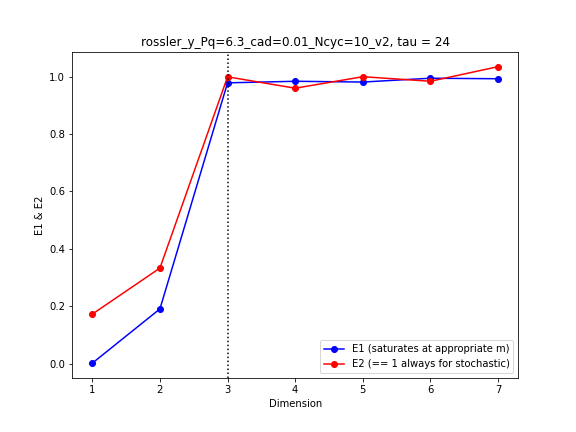 rossler_y_Pq=6.3_cad=0.01_Ncyc=10_v2, tau = 24
1.0
0.8
0.6
0.4
0.2
0.0
E1 & E2
E1 (saturates at appropriate m)
E2 (== 1 always for stochastic)
1 2 3 4 5 6 7
Dimension